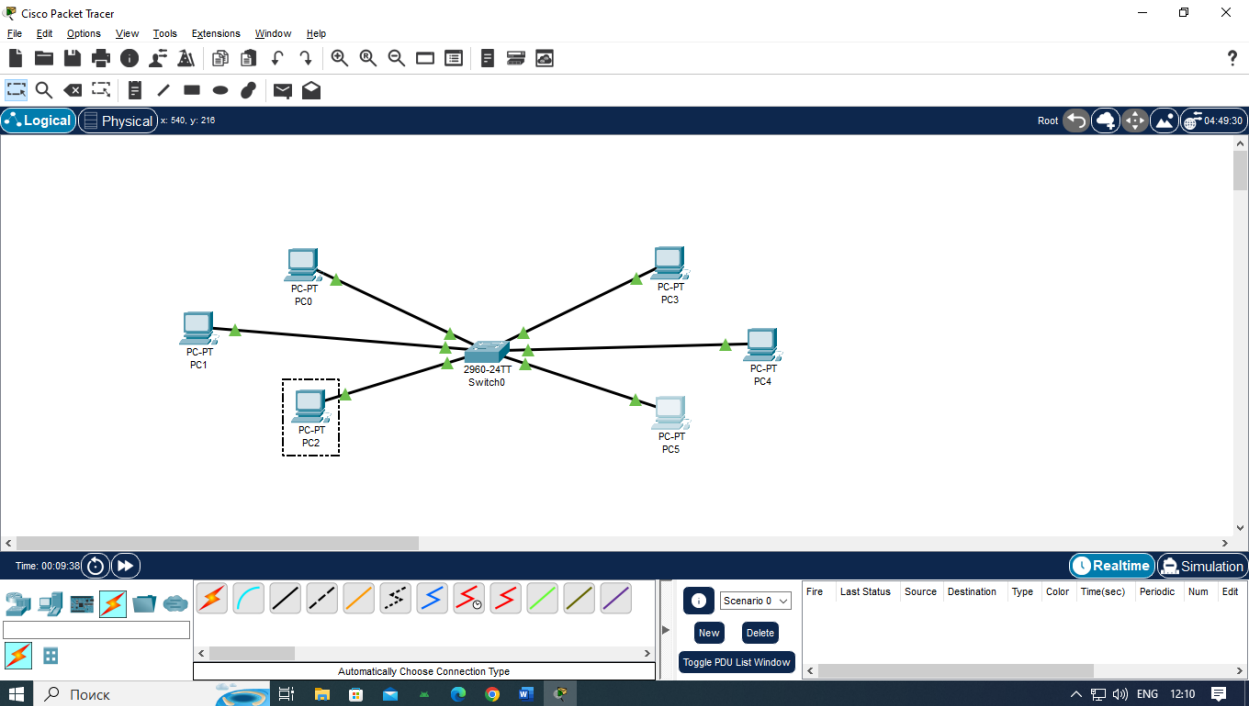 Cisco Packet Tracer
File Edit Options View Tools Extensions Window Help
?
Logical Physical x: 540, y: 216 Root 04:49:30
PC-PT
PC0
PC-PT
PC3
PC-PT
PC1
2960-24TT
Switch0
PC-PT
PC4
PC-PT
PC2
PC-PT
PC5
Time: 00:09:38 Realtime Simulation
Scenario 0
New Delete
Toggle PDU List Window
Fire Last Status Source Destination Type Color Time(sec) Periodic Num Edit
Automatically Choose Connection Type
Поиск ENG 12:10